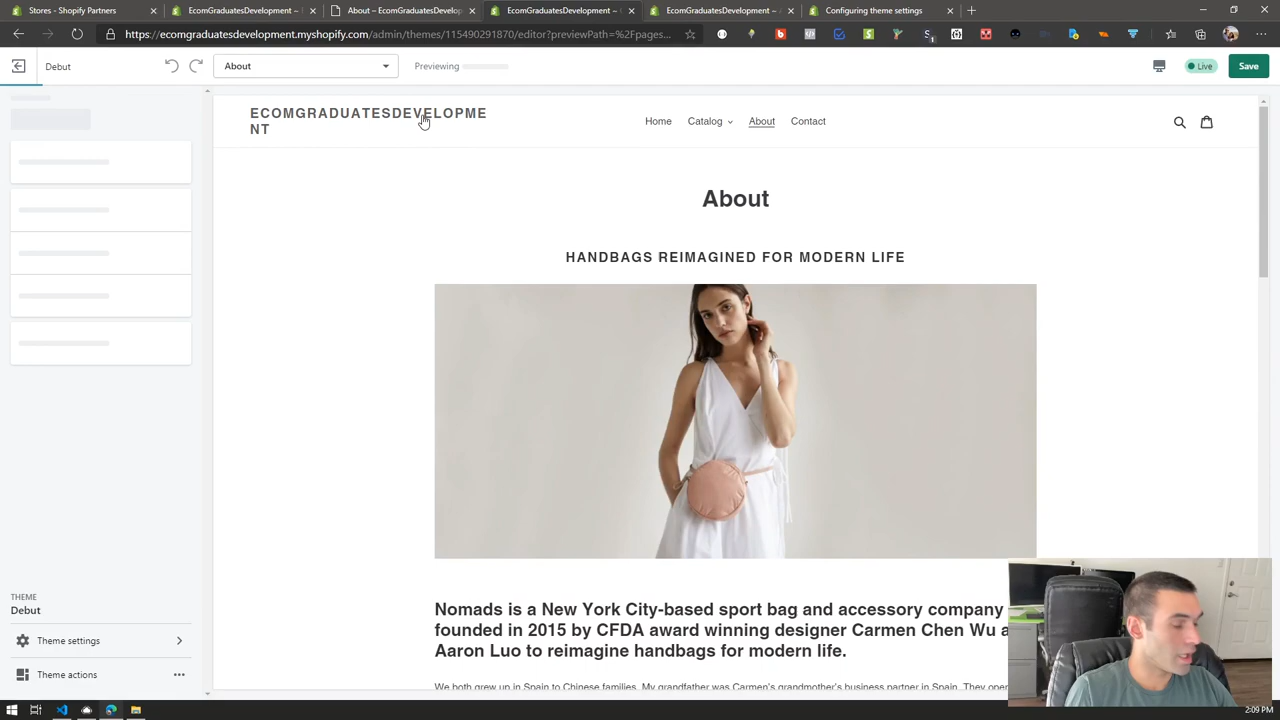 Stores - Shopify Partners
EComGraduatesDevelopment ~ De
About – EComGraduatesDevelopm
EComGraduatesDevelopment ~ De
EComGraduatesDevelopment ~ Ed
Configuring theme settings
https://ecomgraduatesdevelopment.myshopify.com/admin/themes/115490291870/editor?previewPath=%2Fpages...
Debut
About
Previewing
Live
Save
ECOMGRADUATESDEVELOPME
NT
Home
Catalog
About
Contact
About
HANDBAGS REIMAGINED FOR MODERN LIFE
Nomads is a New York City-based sport bag and accessory company
founded in 2015 by CFDA award winning designer Carmen Chen Wu a
Aaron Luo to reimagine handbags for modern life.
We both grew up in Spain to Chinese families. My grandfather was Carmen's grandmother's business partner in Spain. They oper
THEME
Debut
Theme settings
Theme actions
2:09 PM